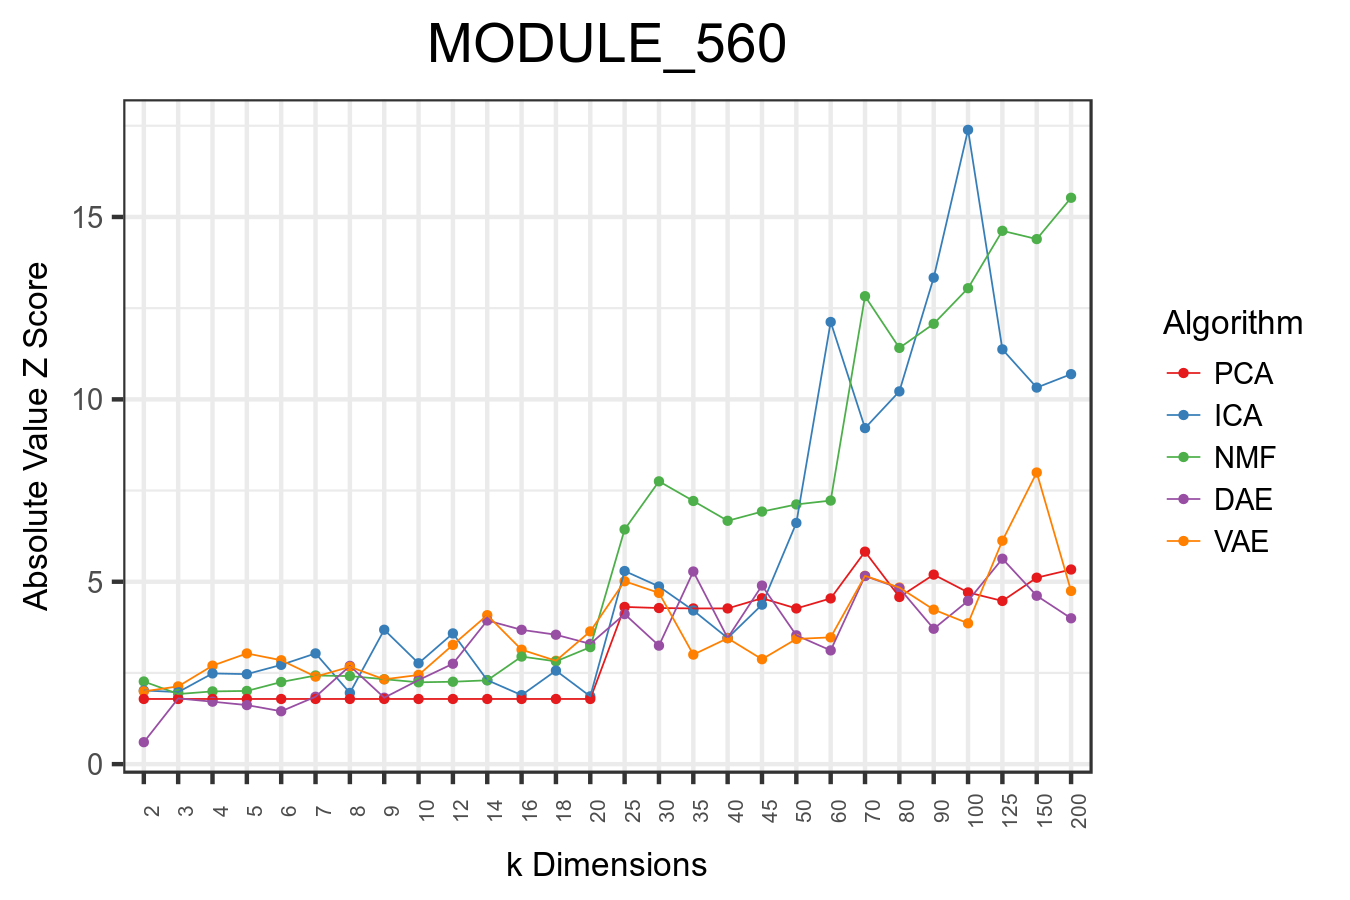 MODULE_560
Absolute Value Z Score
15
10
5
0
2 3 4 5 6 7 8 9 10 12 14 16 18 20 25 30 35 40 45 50 60 70 80 90 100 125 150 200
k Dimensions
Algorithm
PCA
ICA
NMF
DAE
VAE